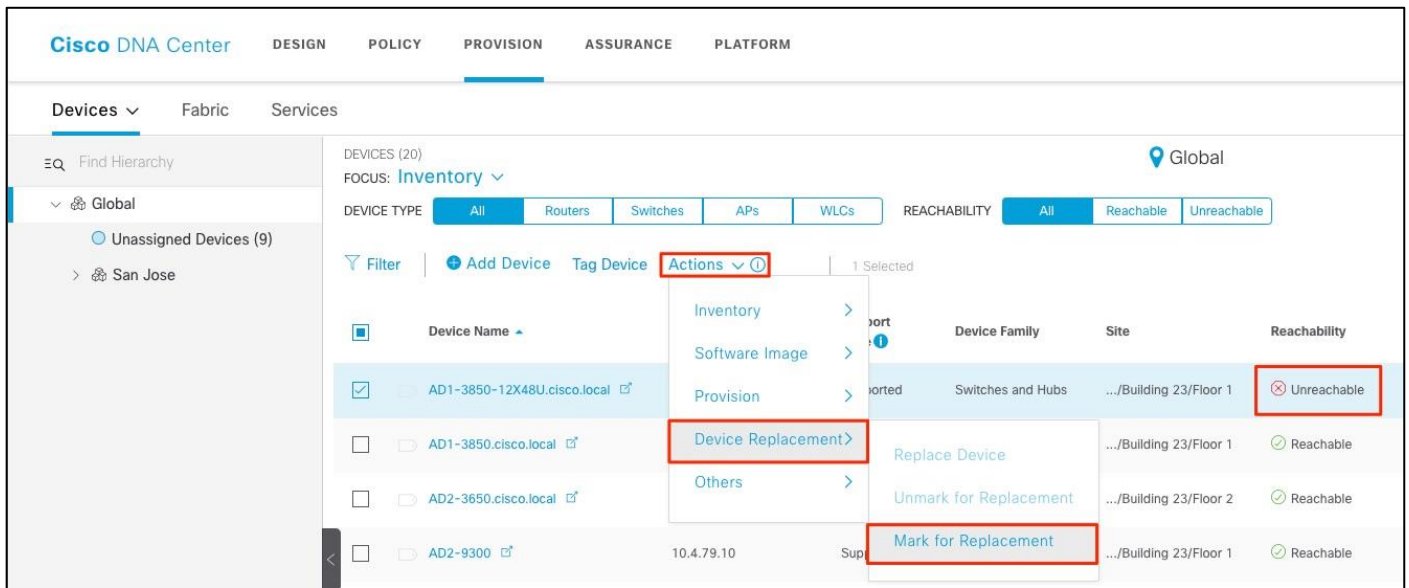 Cisco DNA Center DESIGN POLICY PROVISION ASSURANCE PLATFORM
Devices Fabric Services
Find Hierarchy
Global
Unassigned Devices (9)
San Jose
DEVICES (20)
FOCUS: Inventory
Global
DEVICE TYPE All Routers Switches APs WLCs REACHABILITY All Reachable Unreachable
Filter Add Device Tag Device Actions 1 Selected
Inventory
Software Image
Provision
Device Replacement
Others
Replace Device
Unmark for Replacement
Mark for Replacement
Device Name Device Family Site Reachability
AD1-3850-12X48U.cisco.local Switches and Hubs .../Building 23/Floor 1 Unreachable
AD1-3850.cisco.local .../Building 23/Floor 1 Reachable
AD2-3650.cisco.local .../Building 23/Floor 2 Reachable
AD2-9300 10.4.79.10 .../Building 23/Floor 1 Reachable